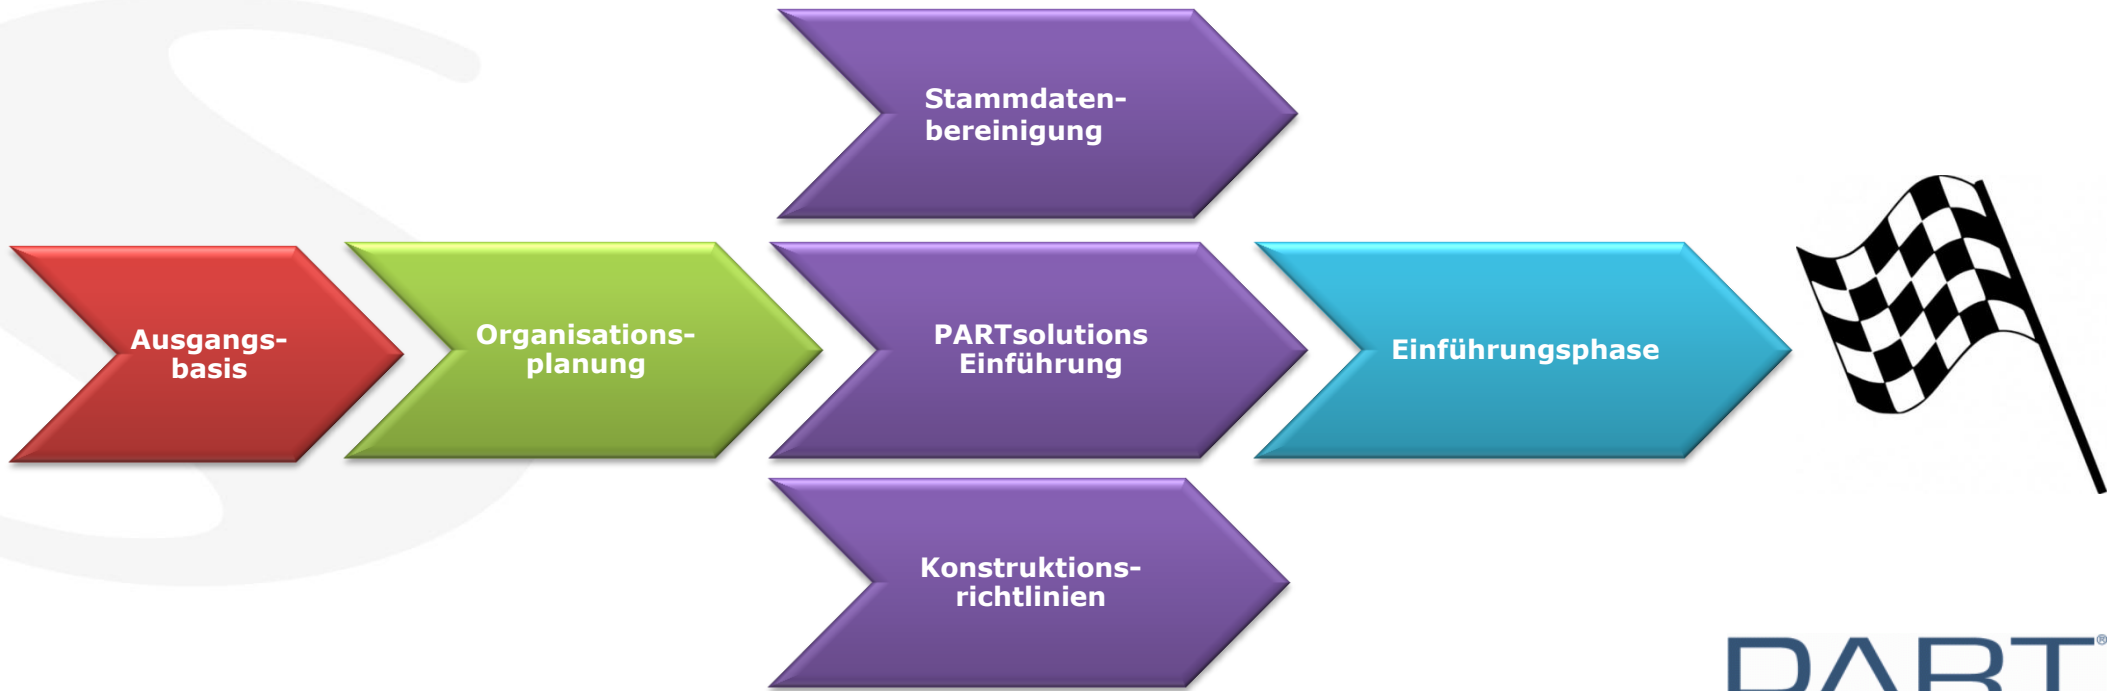 Stammdaten-
bereinigung
Ausgangs-
basis
Organisations-
planung
PARTsolutions
Einführung
Einführungsphase
Konstruktions-
richtlinien
PART®